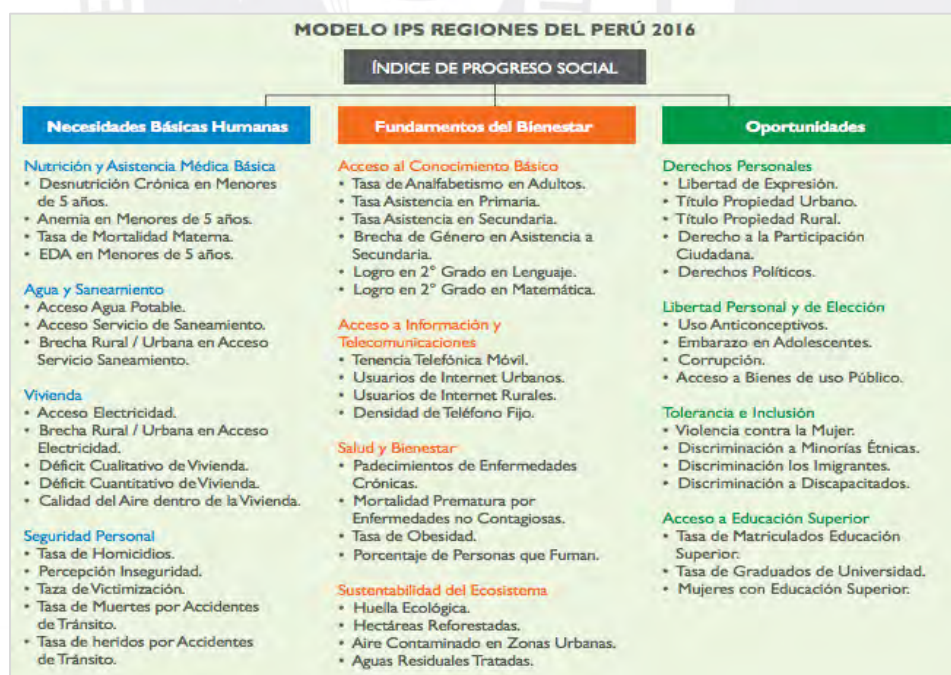 MODELO IPS REGIONES DEL PERÚ 2016
ÍNDICE DE PROGRESO SOCIAL
Necesidades Básicas Humanas
Nutrición y Asistencia Médica Básica
• Desnutrición Crónica en Menores
de 5 años.
• Anemia en Menores de 5 años.
• Tasa de Mortalidad Materna.
• EDA en Menores de 5 años.
Agua y Saneamiento
• Acceso Agua Potable.
• Acceso Servicio de Saneamiento.
• Brecha Rural / Urbana en Acceso
Servicio Saneamiento.
Vivienda
• Acceso Electricidad.
• Brecha Rural / Urbana en Acceso
Electricidad.
• Déficit Cualitativo de Vivienda.
• Déficit Cuantitativo de Vivienda.
• Calidad del Aire dentro de la Vivienda.
Seguridad Personal
• Tasa de Homicidios.
• Percepción Inseguridad.
• Taza de Victimización.
• Tasa de Muertes por Accidentes
de Tránsito.
• Tasa de heridos por Accidentes
de Tránsito.
Fundamentos del Bienestar
Acceso al Conocimiento Básico
• Tasa de Analfabetismo en Adultos.
• Tasa Asistencia en Primaria.
• Tasa Asistencia en Secundaria.
• Brecha de Género en Asistencia a
Secundaria.
• Logro en 2° Grado en Lenguaje.
• Logro en 2° Grado en Matemática.
Acceso a Información y
Telecomunicaciones
• Tenencia Telefónica Móvil.
• Usuarios de Internet Urbanos.
• Usuarios de Internet Rurales.
• Densidad de Teléfono Fijo.
Salud y Bienestar
• Padecimientos de Enfermedades
Crónicas.
• Mortalidad Prematura por
Enfermedades no Contagiosas.
• Tasa de Obesidad.
• Porcentaje de Personas que Fuman.
Sustentabilidad del Ecosistema
• Huella Ecológica.
• Hectáreas Reforestadas.
• Aire Contaminado en Zonas Urbanas.
• Aguas Residuales Tratadas.
Oportunidades
Derechos Personales
• Libertad de Expresión.
• Título Propiedad Urbano.
• Título Propiedad Rural.
• Derecho a la Participación
Ciudadana.
• Derechos Políticos.
Libertad Personal y de Elección
• Uso Anticonceptivos.
• Embarazo en Adolescentes.
• Corrupción.
• Acceso a Bienes de uso Público.
Tolerancia e Inclusión
• Violencia contra la Mujer.
• Discriminación a Minorías Étnicas.
• Discriminación los Imigrantes.
• Discriminación a Discapacitados.
Acceso a Educación Superior
• Tasa de Matriculados Educación
Superior.
• Tasa de Graduados de Universidad.
• Mujeres con Educación Superior.